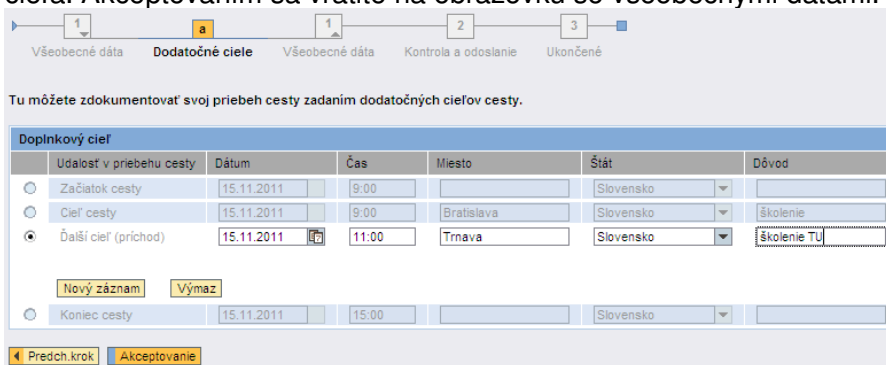 cieľa. Akceptovaním sa vrátite na obrazovku so všeobecnými dátami.
1 a 1 2 3
Všeobecné dáta Dodatočné ciele Všeobecné dáta Kontrola a odoslanie Ukončené
Tu môžete zdokumentovať svoj priebeh cesty zadaním dodatočných cieľov cesty.
Doplnkový cieľ
Udalosť v priebehu cesty Dátum Čas Miesto Štát Dôvod
Začiatok cesty 15.11.2011 9:00 Slovensko
Cieľ cesty 15.11.2011 9:00 Bratislava Slovensko školenie
Ďalší cieľ (príchod) 15.11.2011 11:00 Trnava Slovensko školenie TU
Nový záznam Výmaz
Koniec cesty 15.11.2011 15:00 Slovensko
Predch.krok Akceptovanie